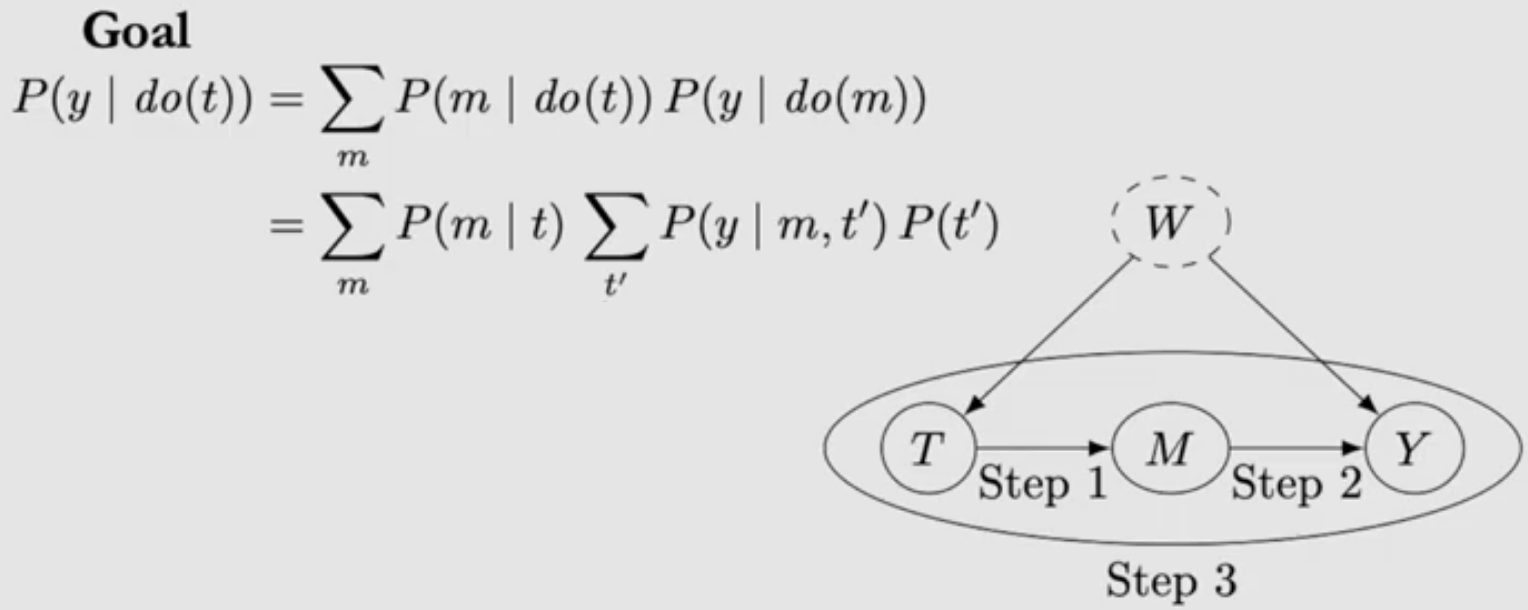 Goal
P(y | do(t)) = ∑_m P(m | do(t)) P(y | do(m))
= ∑_m P(m | t) ∑_{t′} P(y | m, t′) P(t′)
W
T
M
Y
Step 1
Step 2
Step 3